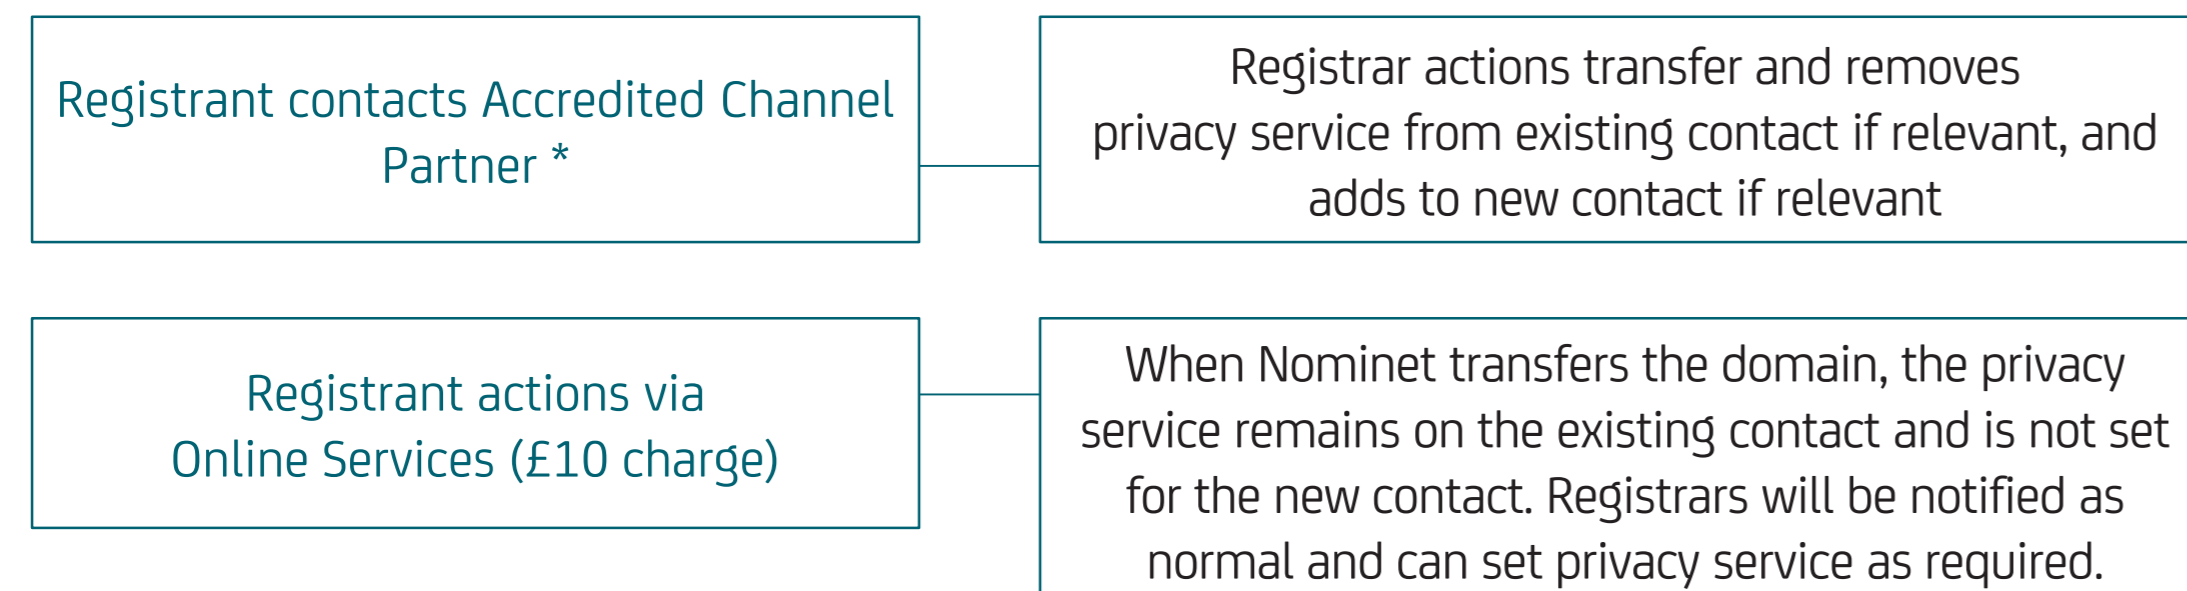 Registrant contacts Accredited Channel
Partner *
Registrar actions transfer and removes
privacy service from existing contact if relevant, and
adds to new contact if relevant
Registrant actions via
Online Services (£10 charge)
When Nominet transfers the domain, the privacy
service remains on the existing contact and is not set
for the new contact. Registrars will be notified as
normal and can set privacy service as required.